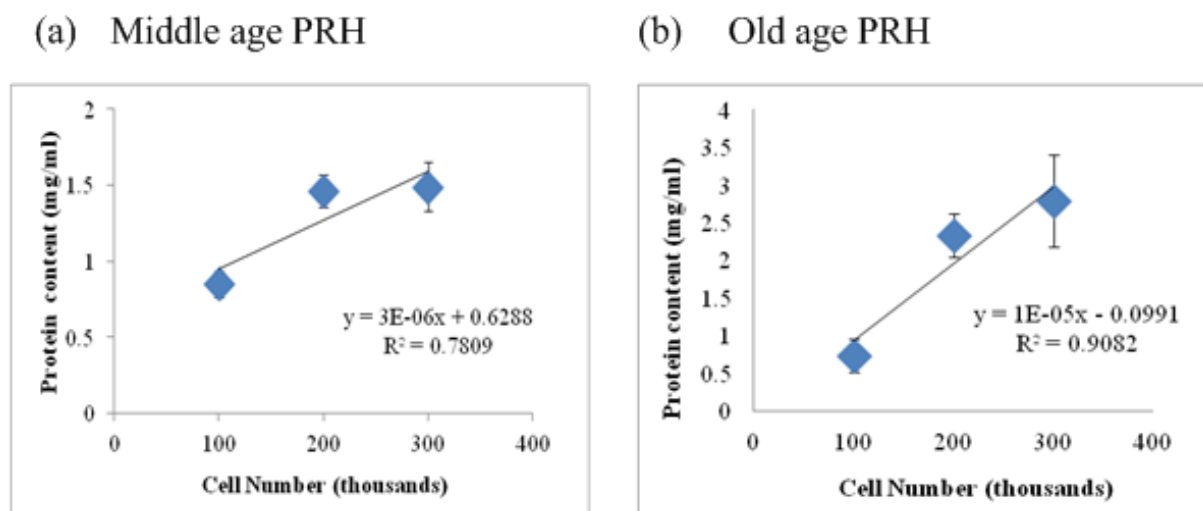 (a) Middle age PRH
2
1.5
1
0.5
0
0 100 200 300 400
Protein content (mg/ml)
Cell Number (thousands)
y = 3E-06x + 0.6288
R² = 0.7809
(b) Old age PRH
4
3.5
3
2.5
2
1.5
1
0.5
0
0 100 200 300 400
Protein content (mg/ml)
Cell Number (thousands)
y = 1E-05x - 0.0991
R² = 0.9082